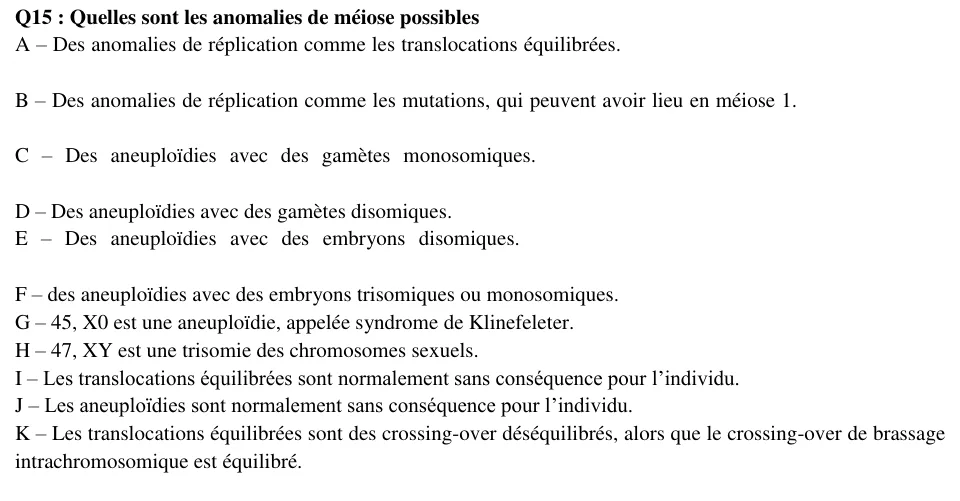 Q15 : Quelles sont les anomalies de méiose possibles
A – Des anomalies de réplication comme les translocations équilibrées.
B – Des anomalies de réplication comme les mutations, qui peuvent avoir lieu en méiose 1.
C – Des aneuploïdies avec des gamètes monosomiques.
D – Des aneuploïdies avec des gamètes disomiques.
E – Des aneuploïdies avec des embryons disomiques.
F – des aneuploïdies avec des embryons trisomiques ou monosomiques.
G – 45, X0 est une aneuploïdie, appelée syndrome de Klinefeleter.
H – 47, XY est une trisomie des chromosomes sexuels.
I – Les translocations équilibrées sont normalement sans conséquence pour l’individu.
J – Les aneuploïdies sont normalement sans conséquence pour l’individu.
K – Les translocations équilibrées sont des crossing-over déséquilibrés, alors que le crossing-over de brassage
intrachromosomique est équilibré.